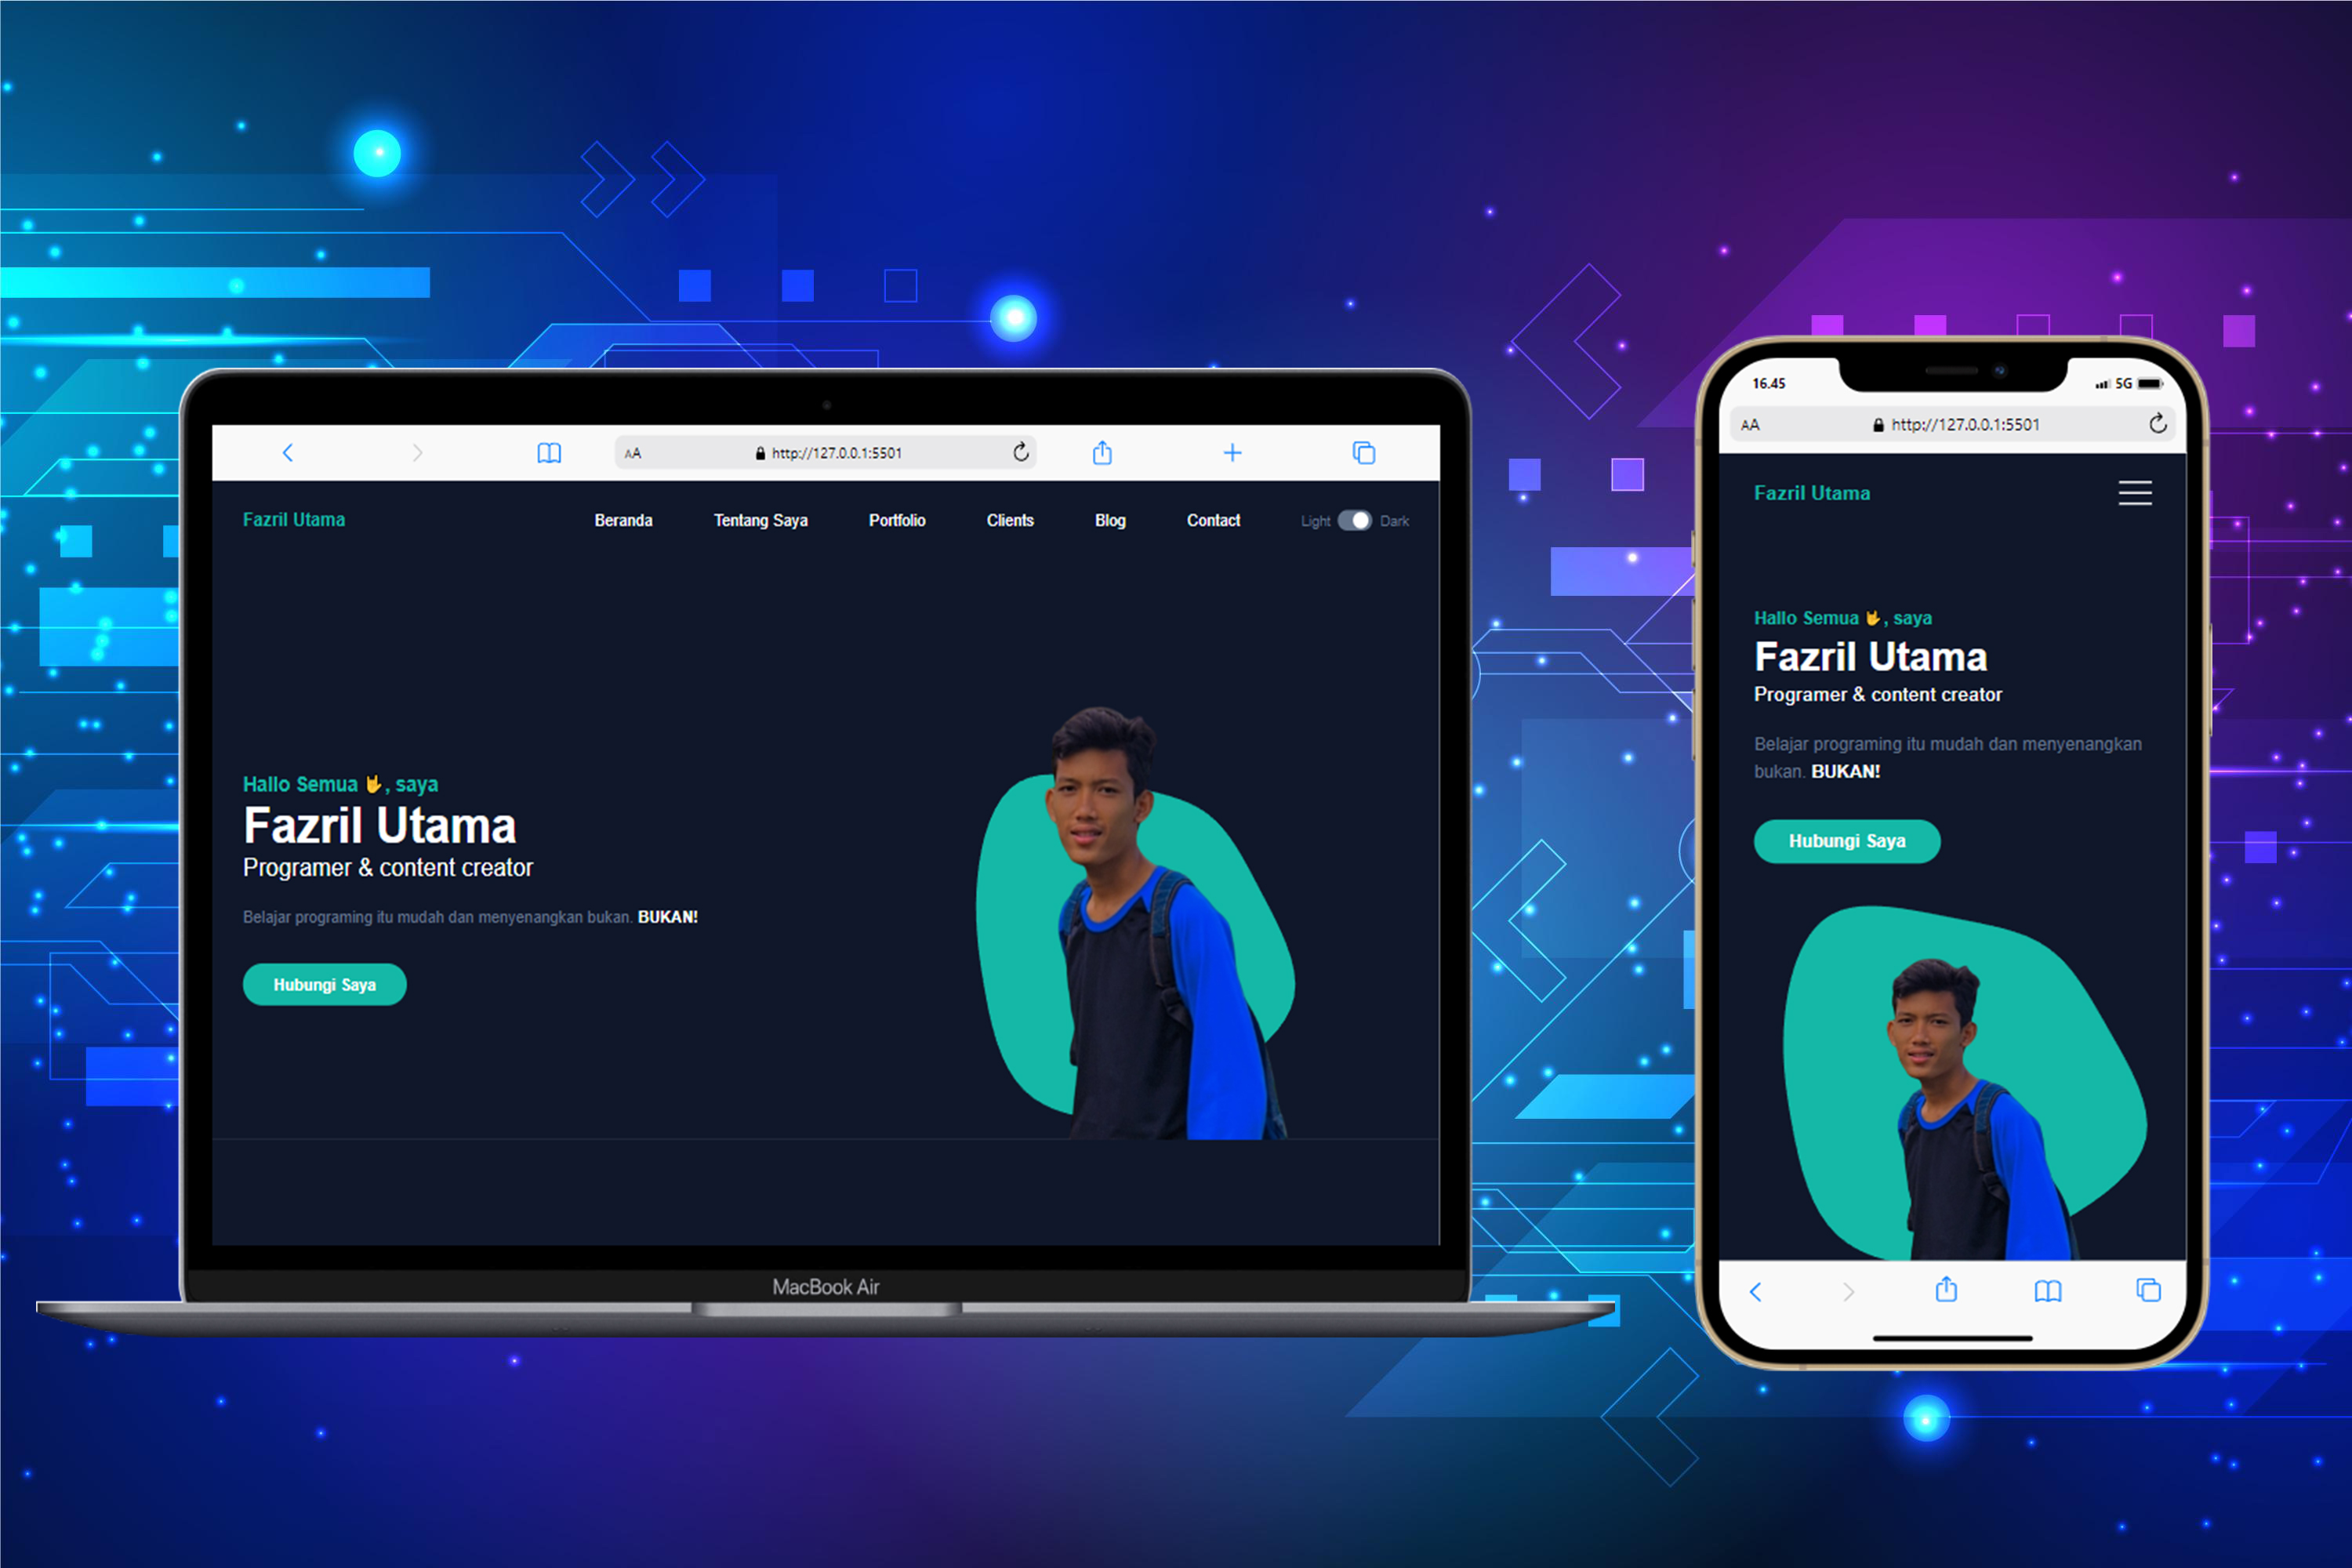 AA http://127.0.0.1:5501
Fazril Utama Beranda Tentang Saya Portfolio Clients Blog Contact Light Dark
Hallo Semua 🤟, saya
Fazril Utama
Programer & content creator
Belajar programing itu mudah dan menyenangkan bukan. BUKAN!
Hubungi Saya
MacBook Air
16.45 5G
AA http://127.0.0.1:5501
Fazril Utama
Hallo Semua 🤟, saya
Fazril Utama
Programer & content creator
Belajar programing itu mudah dan menyenangkan
bukan. BUKAN!
Hubungi Saya